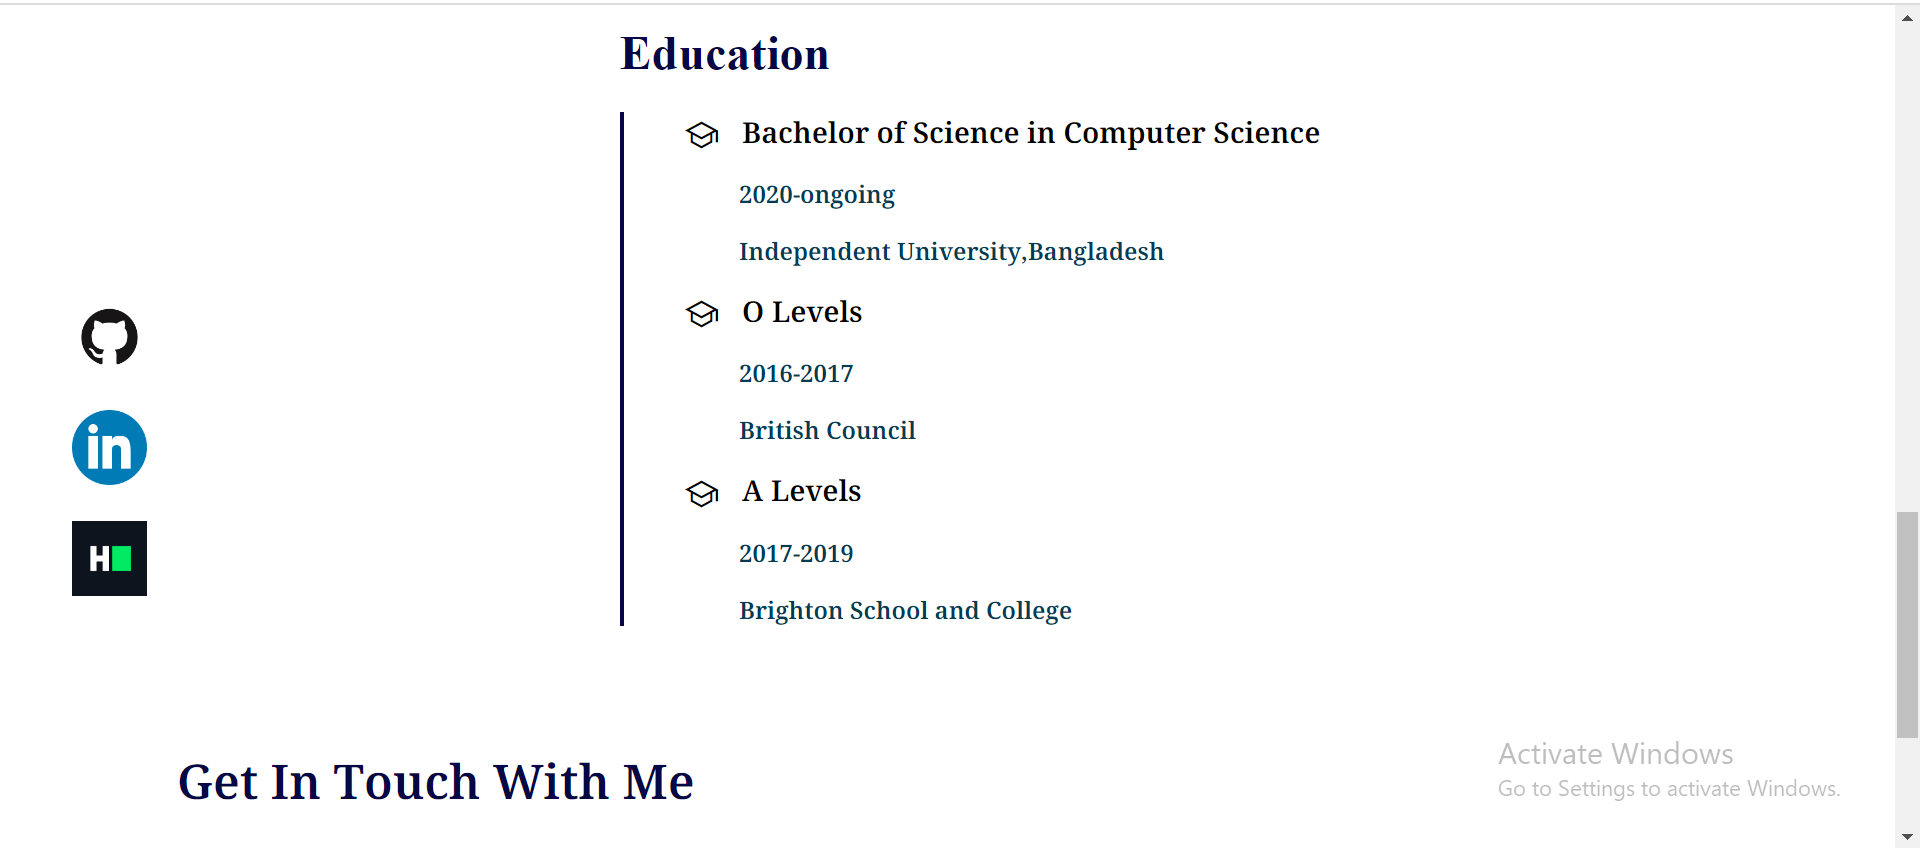 Education
Bachelor of Science in Computer Science
2020-ongoing
Independent University,Bangladesh
O Levels
2016-2017
British Council
A Levels
2017-2019
Brighton School and College
in
H
Get In Touch With Me
Activate Windows
Go to Settings to activate Windows.